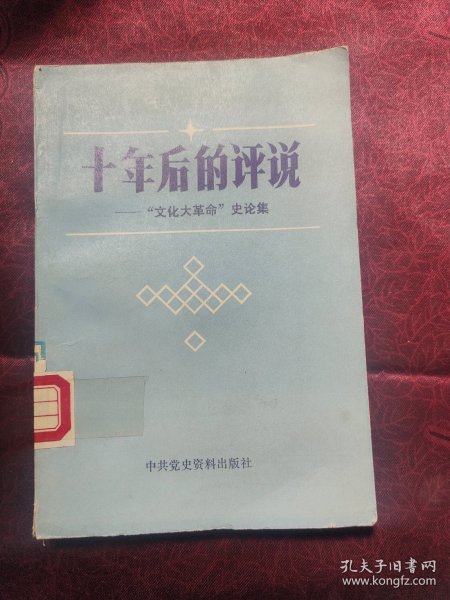 十年后的评说
——“文化大革命”史论集
中共党史资料出版社
孔夫子旧书网
www.kongfz.com